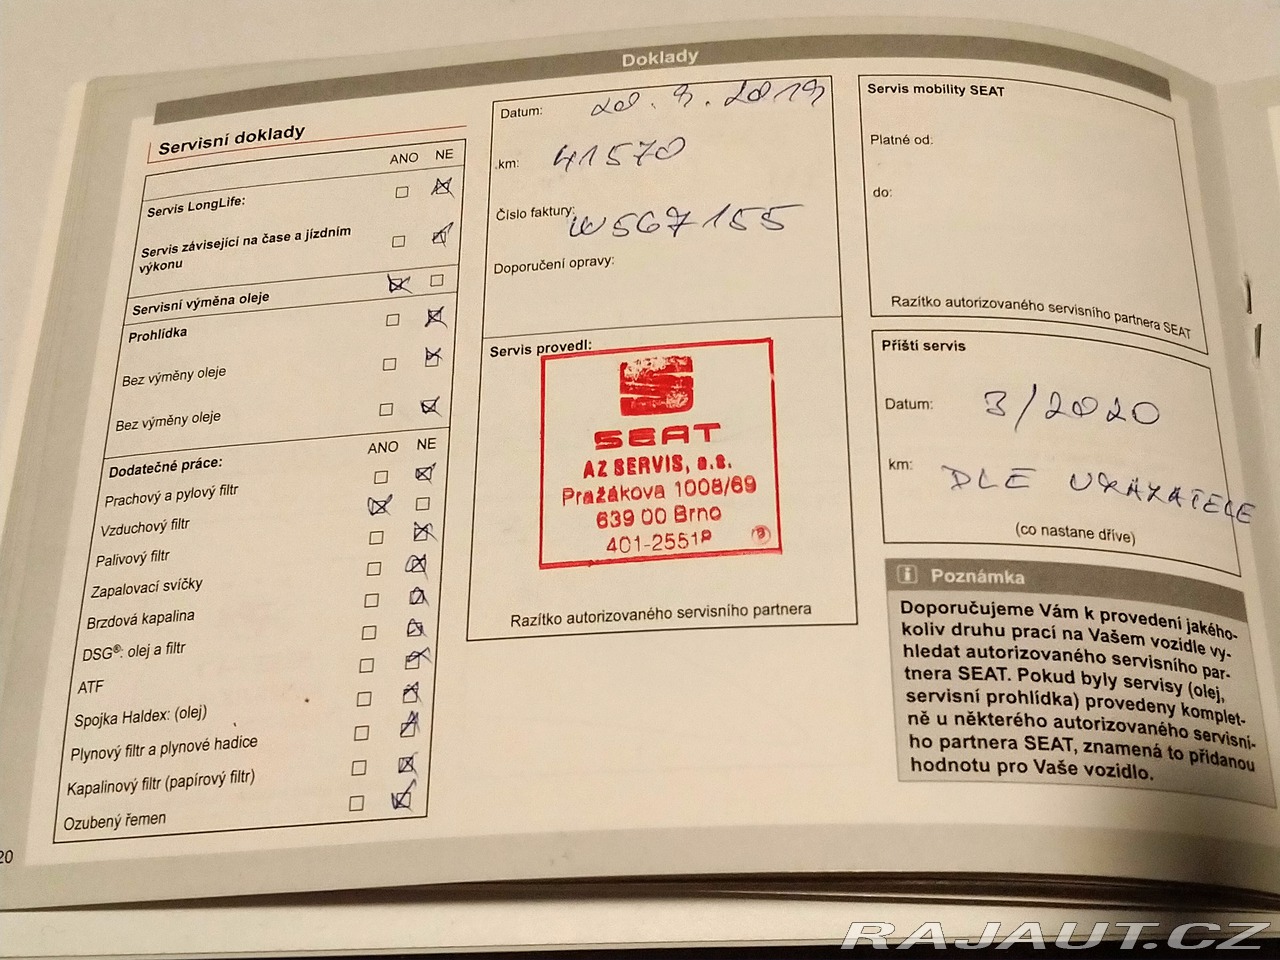 Doklady
Servisní doklady
ANO NE
Servis LongLife:
Servis závisející na čase a jízdním
výkonu
Servisní výměna oleje
Prohlídka
Bez výměny oleje
Bez výměny oleje
ANO NE
Dodatečné práce:
Prachový a pylový filtr
Vzduchový filtr
Palivový filtr
Zapalovací svíčky
Brzdová kapalina
DSG®: olej a filtr
ATF
Spojka Haldex: (olej)
Plynový filtr a plynové hadice
Kapalinový filtr (papírový filtr)
Ozubený řemen
20
Datum: 20.3.2019
.km: 41570
Číslo faktury: W567155
Doporučení opravy:
Servis provedl:
SEAT
AZ SERVIS, a.s.
Pražákova 1008/69
639 00 Brno
401-2551P
Razítko autorizovaného servisního partnera
Servis mobility SEAT
Platné od:
do:
Razítko autorizovaného servisního partnera SEAT
Příští servis
Datum: 3/2020
km: DLE UKAZATELE
(co nastane dříve)
i Poznámka
Doporučujeme Vám k provedení jakého-
koliv druhu prací na Vašem vozidle vy-
hledat autorizovaného servisního par-
tnera SEAT. Pokud byly servisy (olej,
servisní prohlídka) provedeny komplet-
ně u některého autorizovaného servisní-
ho partnera SEAT, znamená to přidanou
hodnotu pro Vaše vozidlo.
RAJAUT.CZ